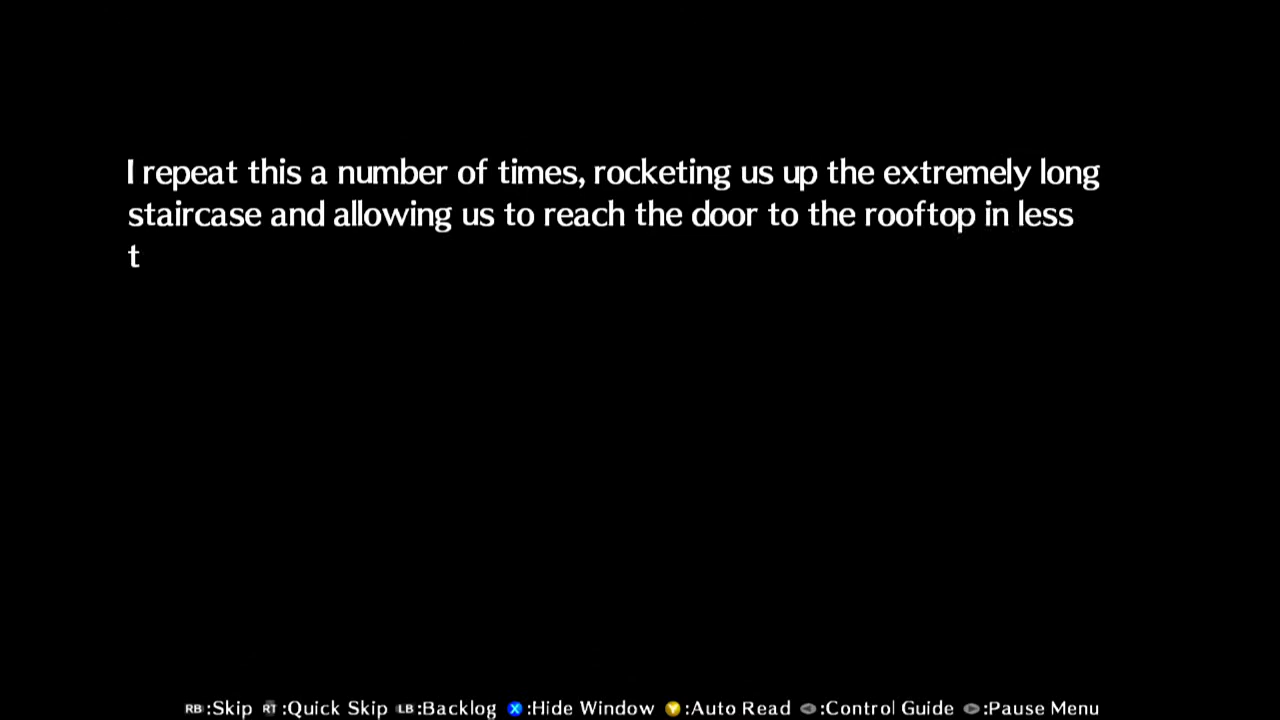 I repeat this a number of times, rocketing us up the extremely long
staircase and allowing us to reach the door to the rooftop in less
t
RB:Skip RT:Quick Skip LB:Backlog X:Hide Window Y:Auto Read :Control Guide :Pause Menu